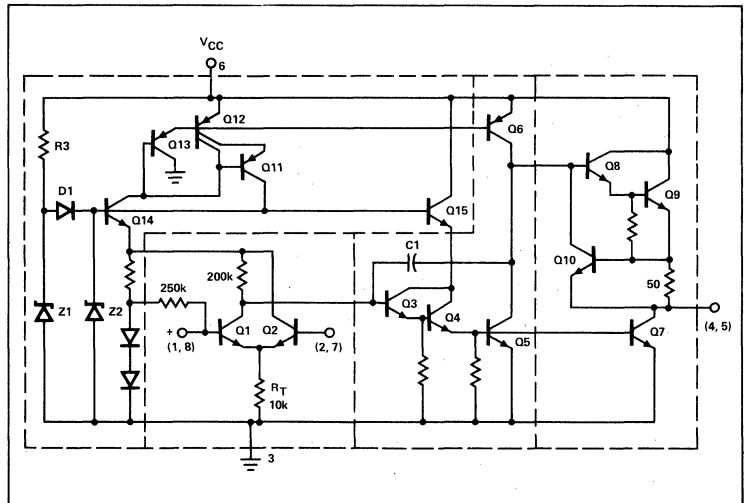 VCC
6
Q12
Q6
R3
Q13
Q8
Q11
Q9
D1
Q14
Q15
C1
Q10
200k
50
250k
Z1
Z2
Q3
+
Q1
Q2
Q4
(4, 5)
(1, 8)
(2, 7)
Q5
Q7
RT
10k
3